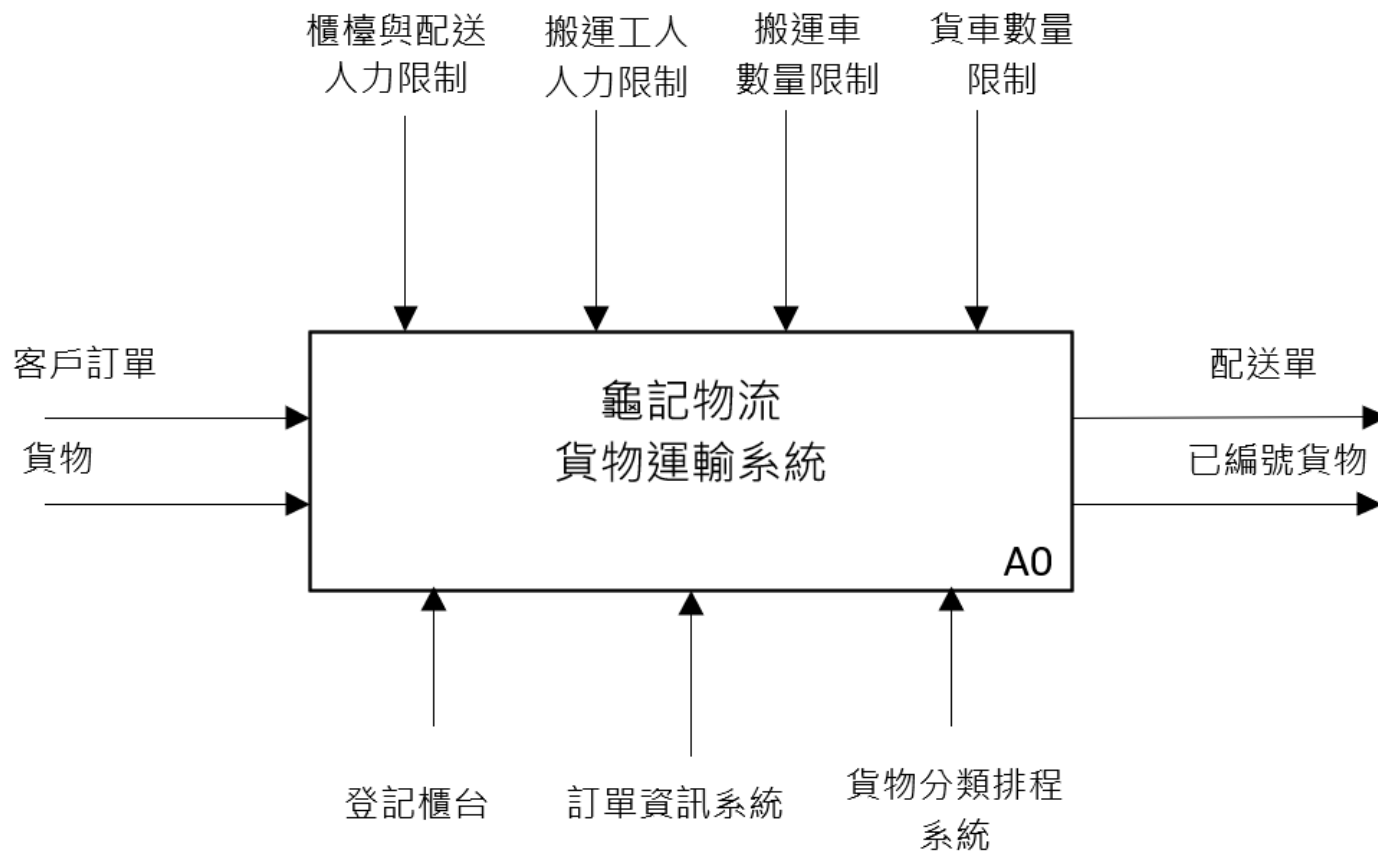 櫃檯與配送
人力限制
搬運工人
人力限制
搬運車
數量限制
貨車數量
限制
客戶訂單
貨物
龜記物流
貨物運輸系統
A0
配送單
已編號貨物
登記櫃台
訂單資訊系統
貨物分類排程
系統